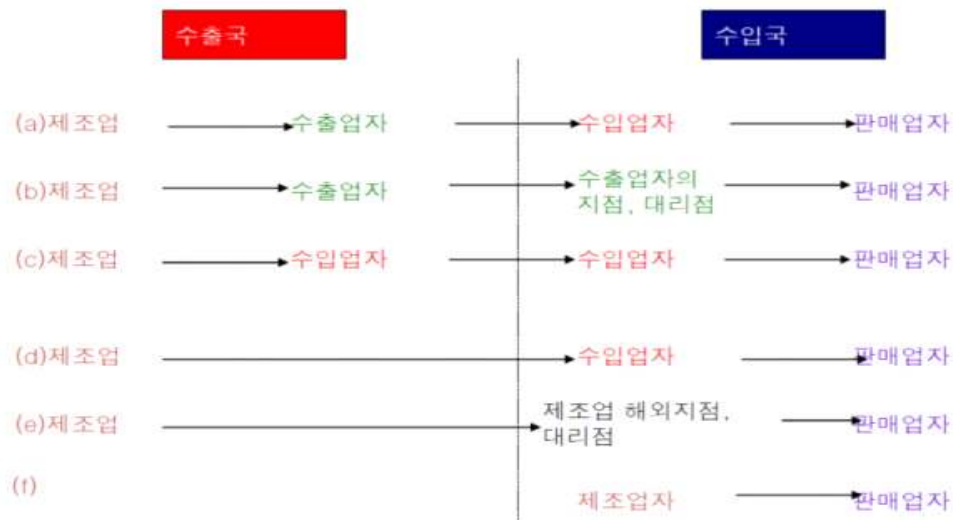 수출국 수입국
(a)제조업 수출업자 수입업자 판매업자
(b)제조업 수출업자 수출업자의 지점, 대리점 판매업자
(c)제조업 수입업자 수입업자 판매업자
(d)제조업 수입업자 판매업자
(e)제조업 제조업 해외지점, 대리점 판매업자
(f) 제조업자 판매업자